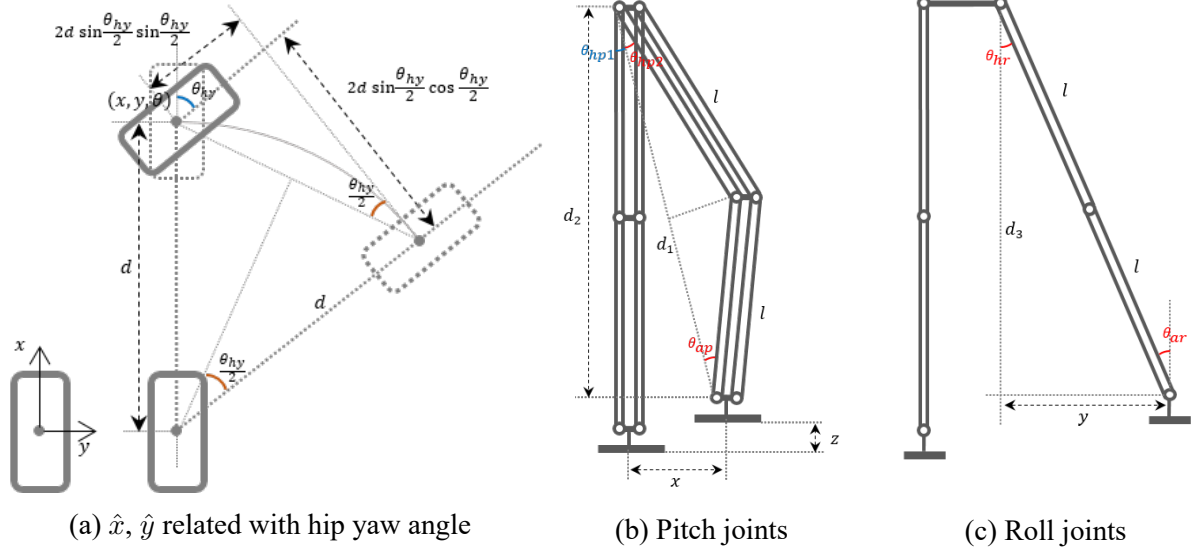 2d sin θhy/2 sin θhy/2
θhy
(x, y, θ)
2d sin θhy/2 cos θhy/2
θhy/2
d
d
θhy/2
x
y
(a) x̂, ŷ related with hip yaw angle
θhp1
θhp2
l
d₂
d₁
l
θap
z
x
(b) Pitch joints
θhr
l
d₃
l
θar
y
(c) Roll joints